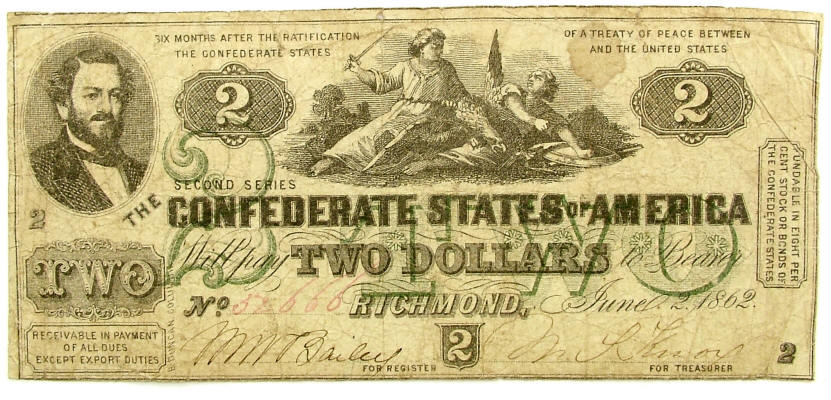 SIX MONTHS AFTER THE RATIFICATION OF A TREATY OF PEACE BETWEEN
THE CONFEDERATE STATES AND THE UNITED STATES
2 2
SECOND SERIES
2
THE CONFEDERATE STATES OF AMERICA
Will pay TWO DOLLARS to Bearer
TWO
TWO
No RICHMOND, June 2, 1862.
RECEIVABLE IN PAYMENT
OF ALL DUES
EXCEPT EXPORT DUTIES
2
FOR REGISTER
FOR TREASURER
2
FUNDABLE IN EIGHT PER
CENT STOCK OR BONDS OF
THE CONFEDERATE STATES